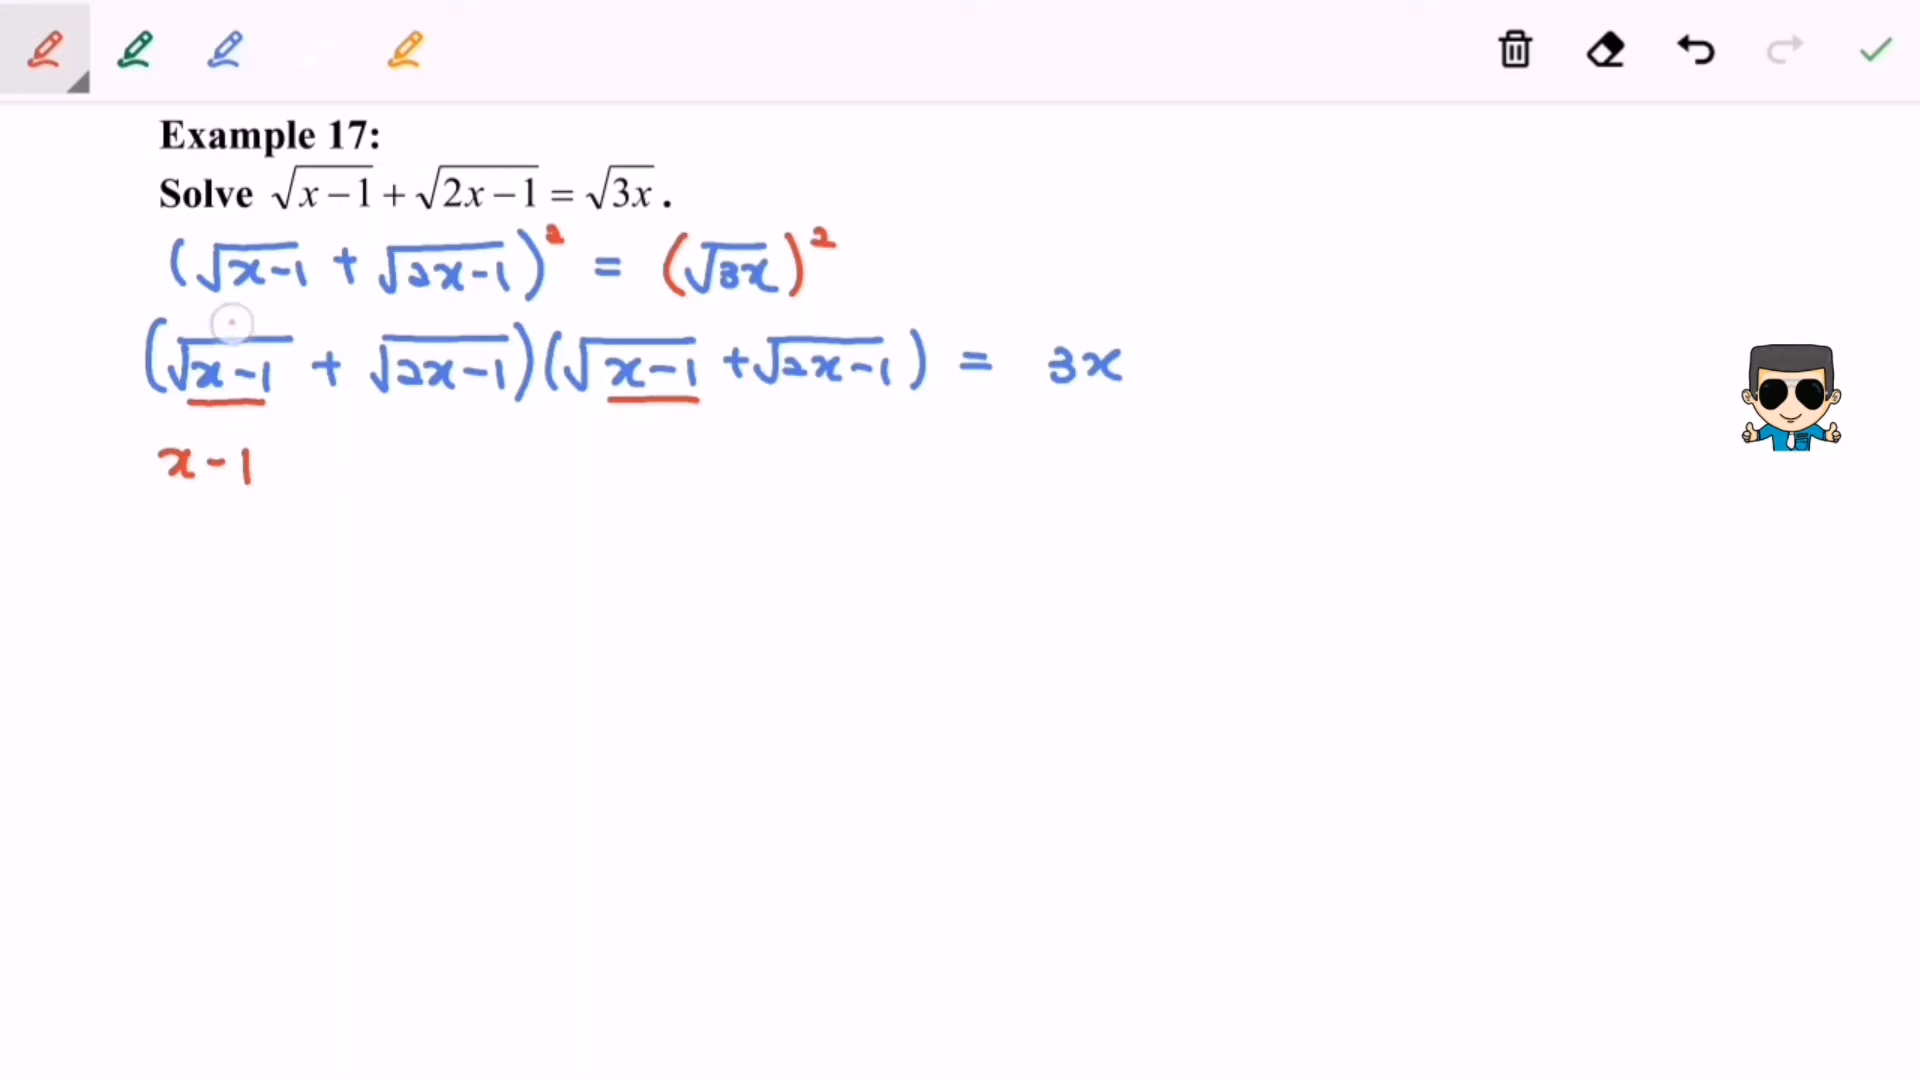 Example 17:
Solve √(x−1) + √(2x−1) = √(3x) .
(√(x−1) + √(2x−1))² = (√(3x))²
(√(x−1) + √(2x−1))(√(x−1) + √(2x−1)) = 3x
x − 1